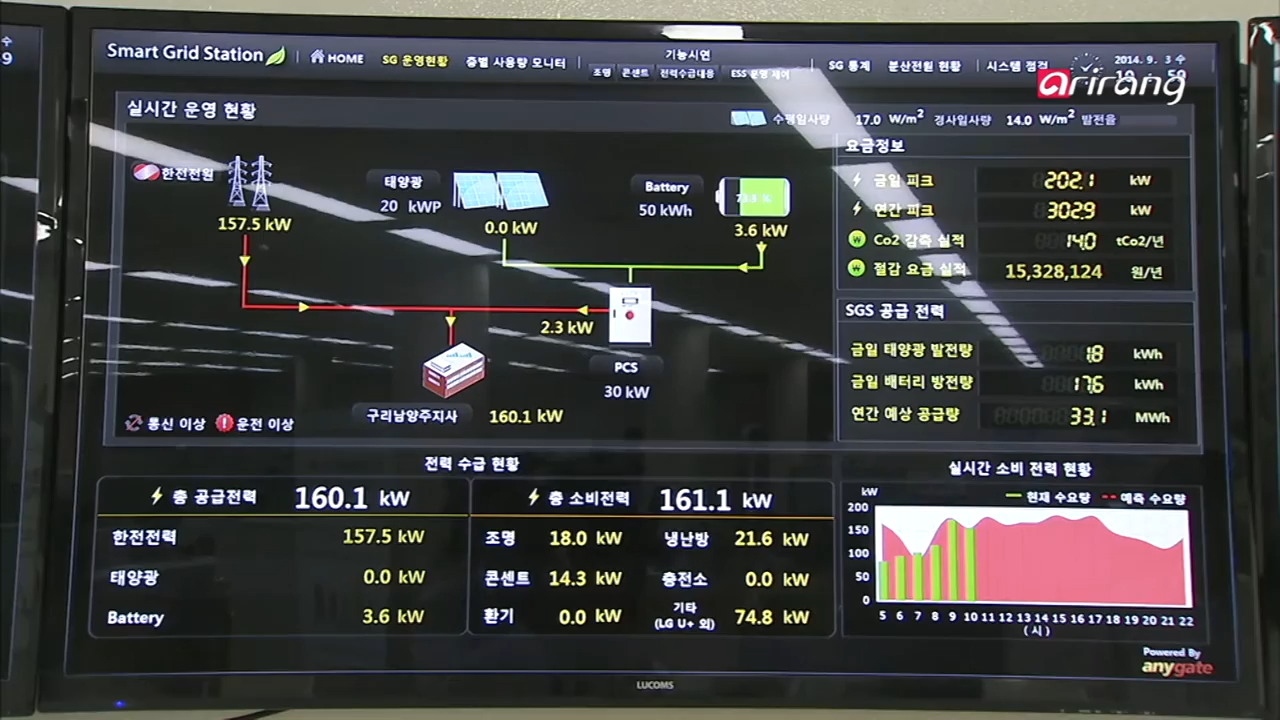 수
9
Smart Grid Station
HOME
SG 운영현황
층별 사용량 모니터
기능시연
조명
콘센트
전력수급대응
ESS 운영 제어
SG 통계
분산전원 현황
시스템 점검
2014. 9. 3 수
arirang
실시간 운영 현황
수평일사량 17.0 W/m²
경사일사량 14.0 W/m²
발전율
한전전원
157.5 kW
태양광
20 kWP
0.0 kW
Battery
50 kWh
3.6 kW
2.3 kW
PCS
30 kW
구리남양주지사
160.1 kW
통신 이상
운전 이상
요금정보
금일 피크 202.1 kW
연간 피크 302.9 kW
Co2 감축 실적 14.0 tCo2/년
절감 요금 실적 15,328,124 원/년
SGS 공급 전력
금일 태양광 발전량 1.8 kWh
금일 배터리 방전량 17.6 kWh
연간 예상 공급량 33.1 MWh
전력 수급 현황
총 공급전력 160.1 kW
한전전력 157.5 kW
태양광 0.0 kW
Battery 3.6 kW
총 소비전력 161.1 kW
조명 18.0 kW 냉난방 21.6 kW
콘센트 14.3 kW 충전소 0.0 kW
환기 0.0 kW 기타 (LG U+ 외) 74.8 kW
실시간 소비 전력 현황
kW
현재 수요량
예측 수요량
200
150
100
50
0
5 6 7 8 9 10 11 12 13 14 15 16 17 18 19 20 21 22
(시)
Powered By
anygate
LUCOMS